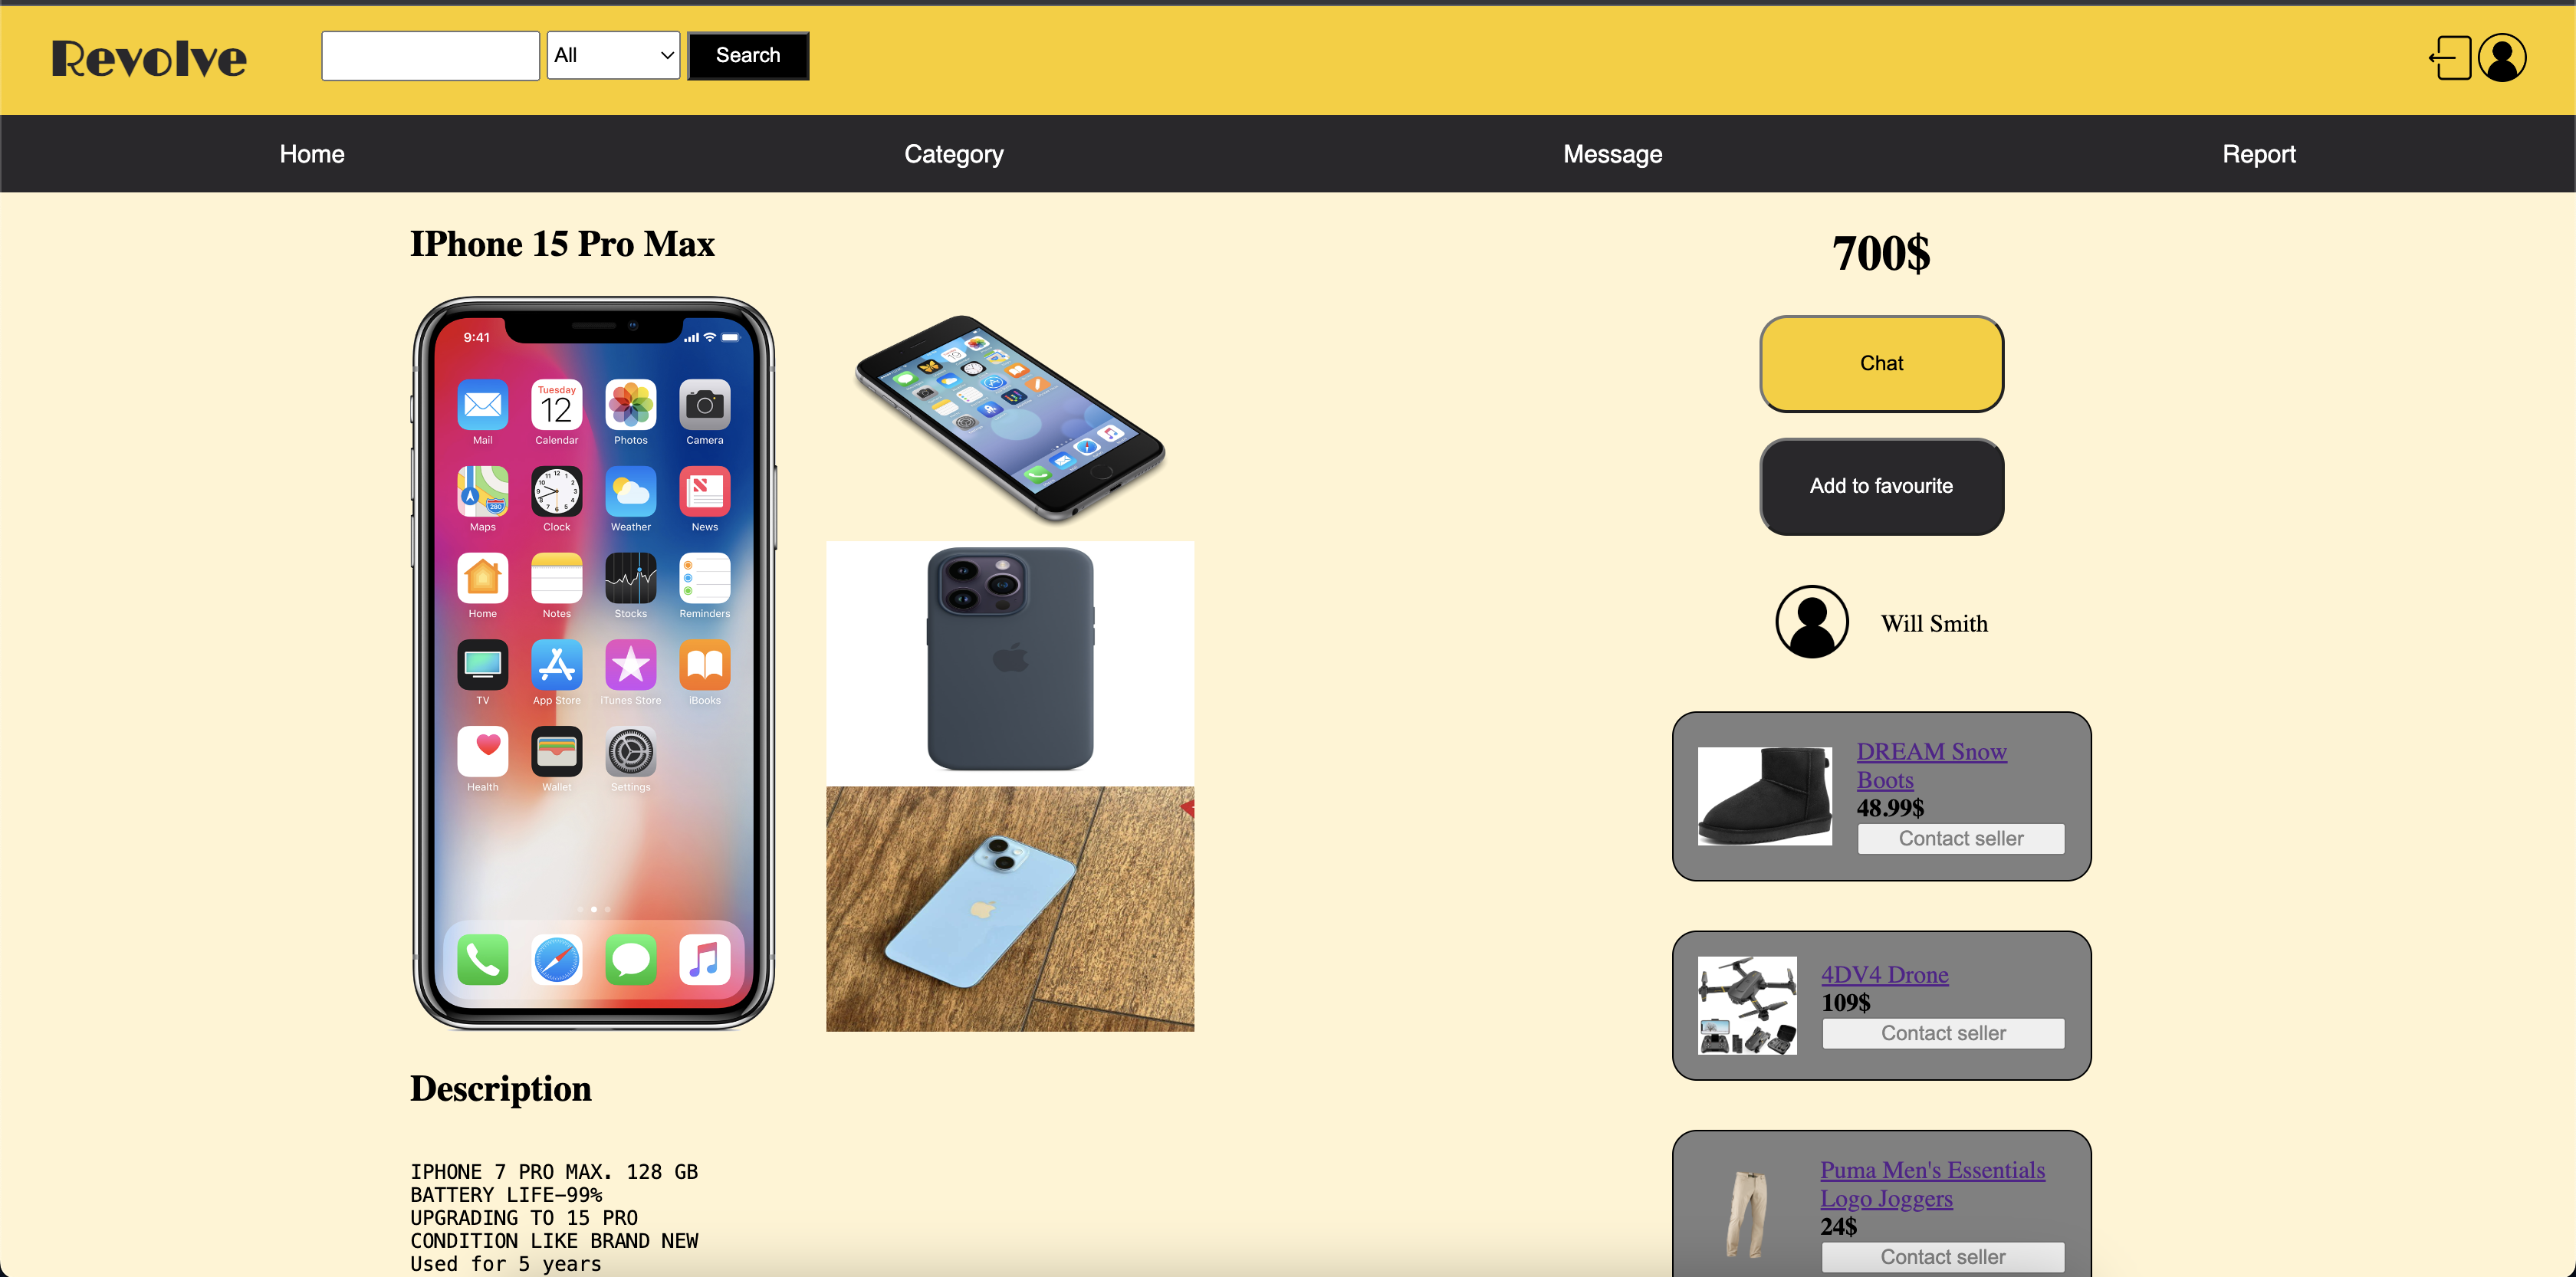 Revolve
All
Search
Home
Category
Message
Report
IPhone 15 Pro Max
9:41
Mail
Tuesday
12
Calendar
Photos
Camera
Maps
280
Clock
Weather
News
Home
Notes
Stocks
Reminders
TV
App Store
iTunes Store
iBooks
Health
Wallet
Settings
Description
IPHONE 7 PRO MAX. 128 GB
BATTERY LIFE-99%
UPGRADING TO 15 PRO
CONDITION LIKE BRAND NEW
Used for 5 years
700$
Chat
Add to favourite
Will Smith
DREAM Snow
Boots
48.99$
Contact seller
4DV4 Drone
109$
Contact seller
Puma Men's Essentials
Logo Joggers
24$
Contact seller